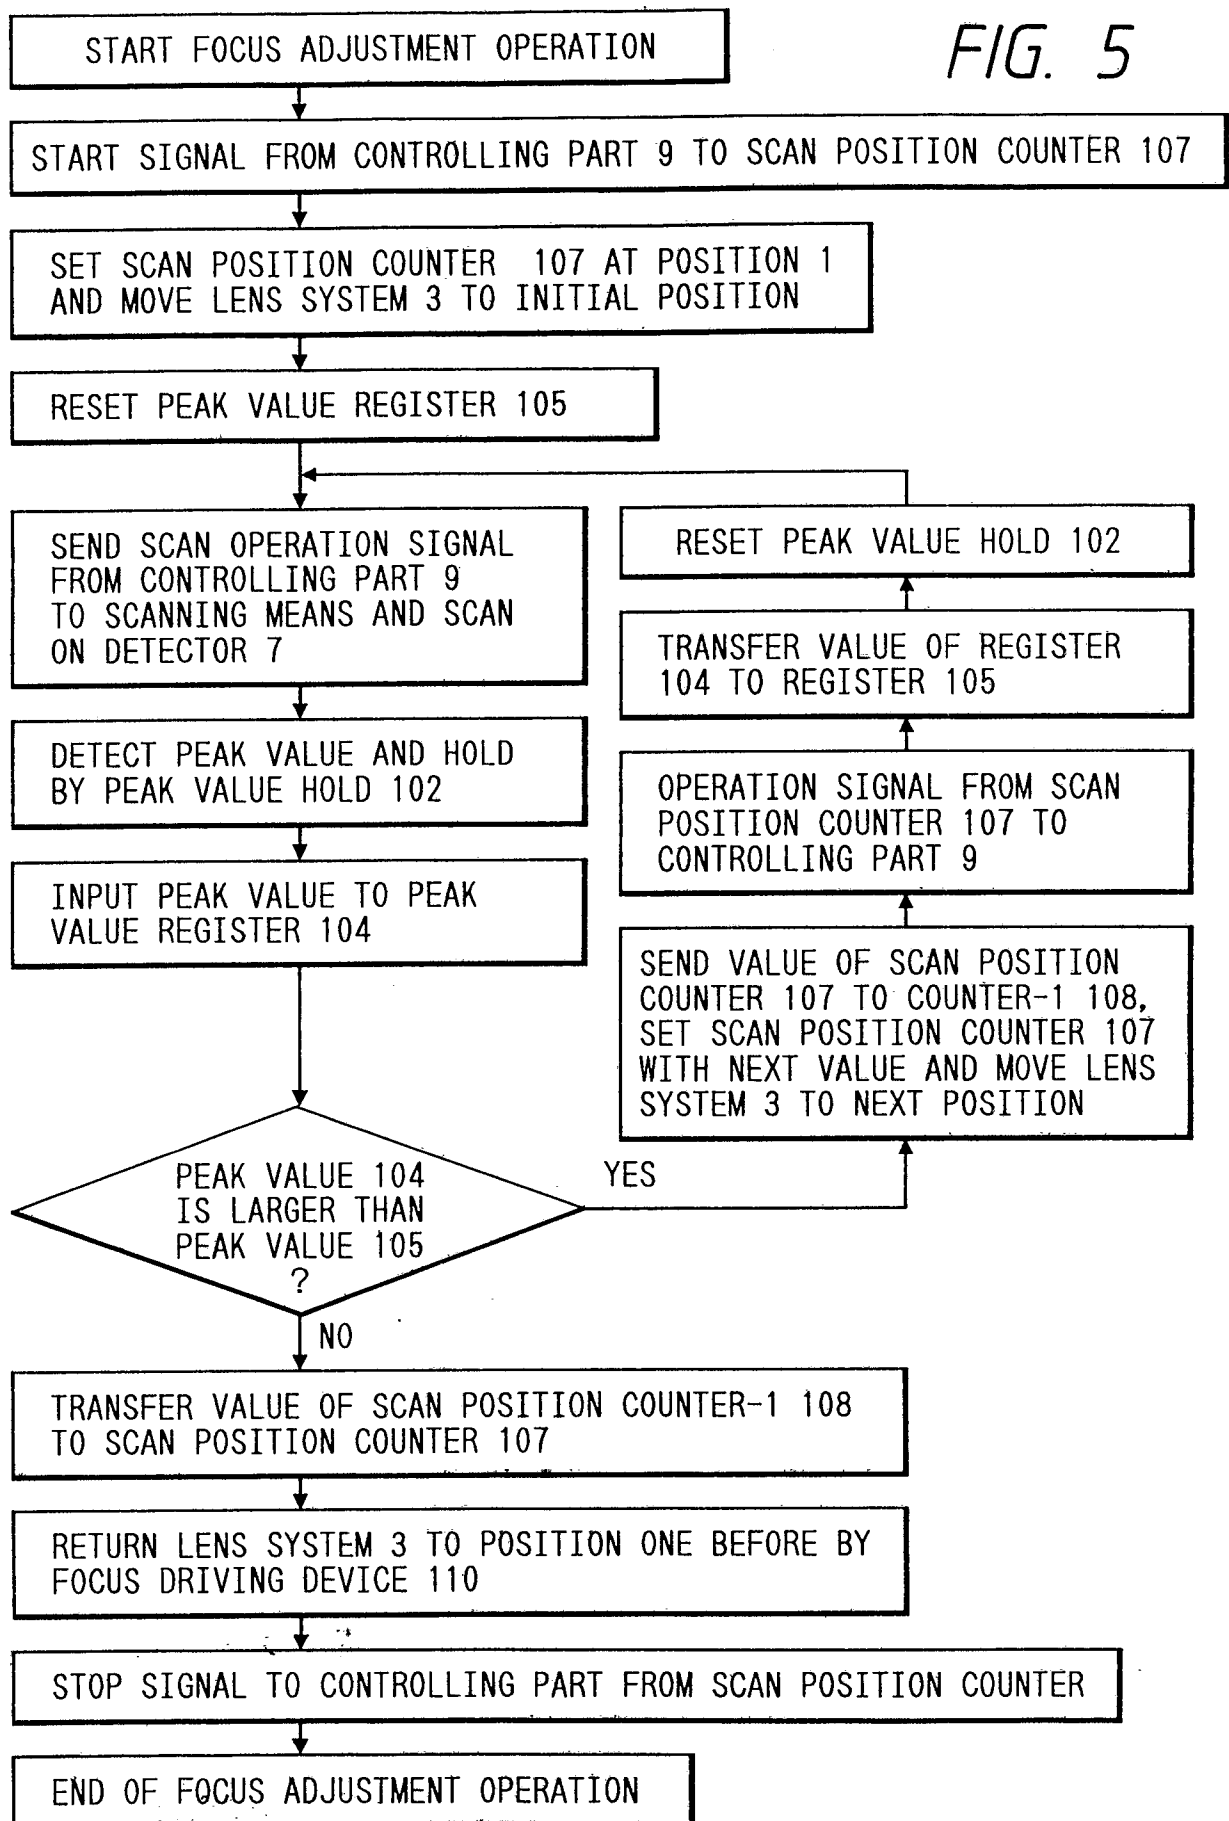 FIG. 5
START FOCUS ADJUSTMENT OPERATION
START SIGNAL FROM CONTROLLING PART 9 TO SCAN POSITION COUNTER 107
SET SCAN POSITION COUNTER 107 AT POSITION 1
AND MOVE LENS SYSTEM 3 TO INITIAL POSITION
RESET PEAK VALUE REGISTER 105
SEND SCAN OPERATION SIGNAL
FROM CONTROLLING PART 9
TO SCANNING MEANS AND SCAN
ON DETECTOR 7
DETECT PEAK VALUE AND HOLD
BY PEAK VALUE HOLD 102
INPUT PEAK VALUE TO PEAK
VALUE REGISTER 104
PEAK VALUE 104
IS LARGER THAN
PEAK VALUE 105
?
YES
SEND VALUE OF SCAN POSITION
COUNTER 107 TO COUNTER-1 108,
SET SCAN POSITION COUNTER 107
WITH NEXT VALUE AND MOVE LENS
SYSTEM 3 TO NEXT POSITION
OPERATION SIGNAL FROM SCAN
POSITION COUNTER 107 TO
CONTROLLING PART 9
TRANSFER VALUE OF REGISTER
104 TO REGISTER 105
RESET PEAK VALUE HOLD 102
NO
TRANSFER VALUE OF SCAN POSITION COUNTER-1 108
TO SCAN POSITION COUNTER 107
RETURN LENS SYSTEM 3 TO POSITION ONE BEFORE BY
FOCUS DRIVING DEVICE 110
STOP SIGNAL TO CONTROLLING PART FROM SCAN POSITION COUNTER
END OF FOCUS ADJUSTMENT OPERATION